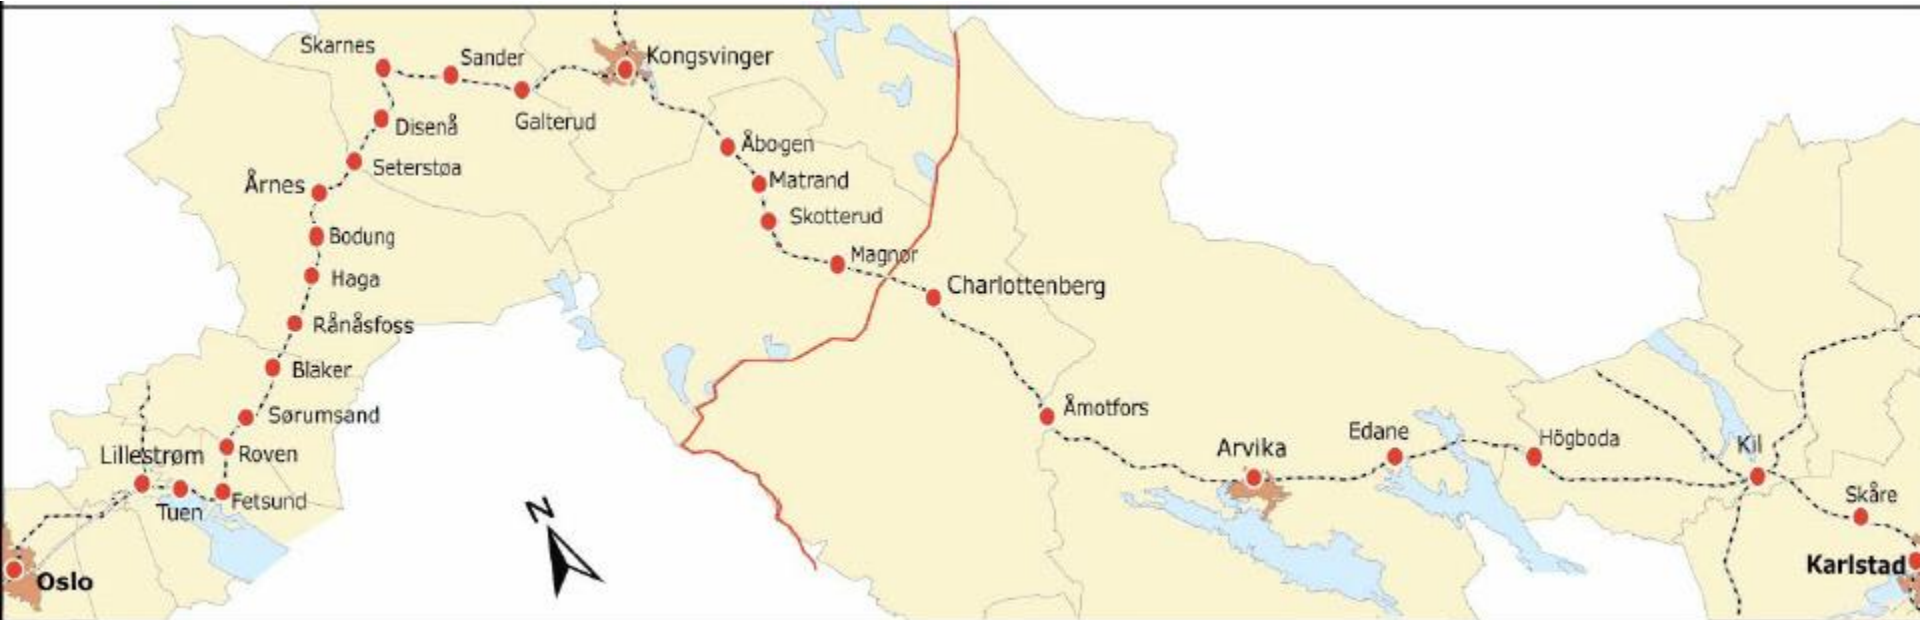 Skarnes
Sander
Kongsvinger
Galterud
Disenå
Åbogen
Seterstøa
Matrand
Årnes
Skotterud
Bodung
Magnor
Haga
Charlottenberg
Rånåsfoss
Blaker
Sørumsand
Åmotfors
Lillestrøm
Roven
Arvika
Edane
Högboda
Kil
Tuen
Fetsund
N
Skåre
Oslo
Karlstad